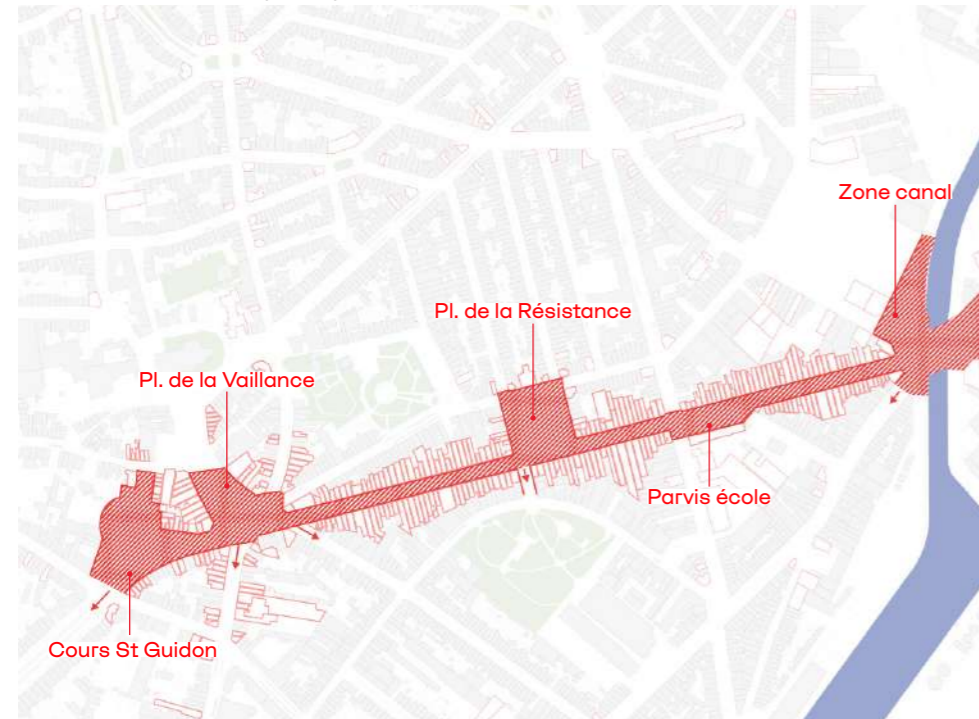 Zone canal
Pl. de la Résistance
Pl. de la Vaillance
Parvis école
Cours St Guidon